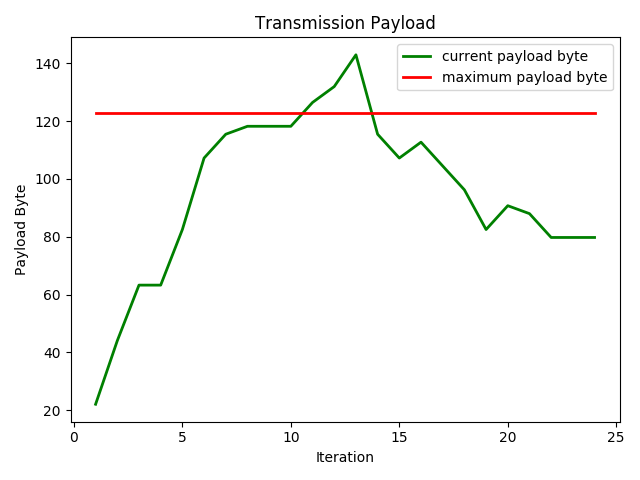 Transmission Payload
current payload byte
maximum payload byte
140
120
100
80
60
40
20
Payload Byte
0 5 10 15 20 25
Iteration